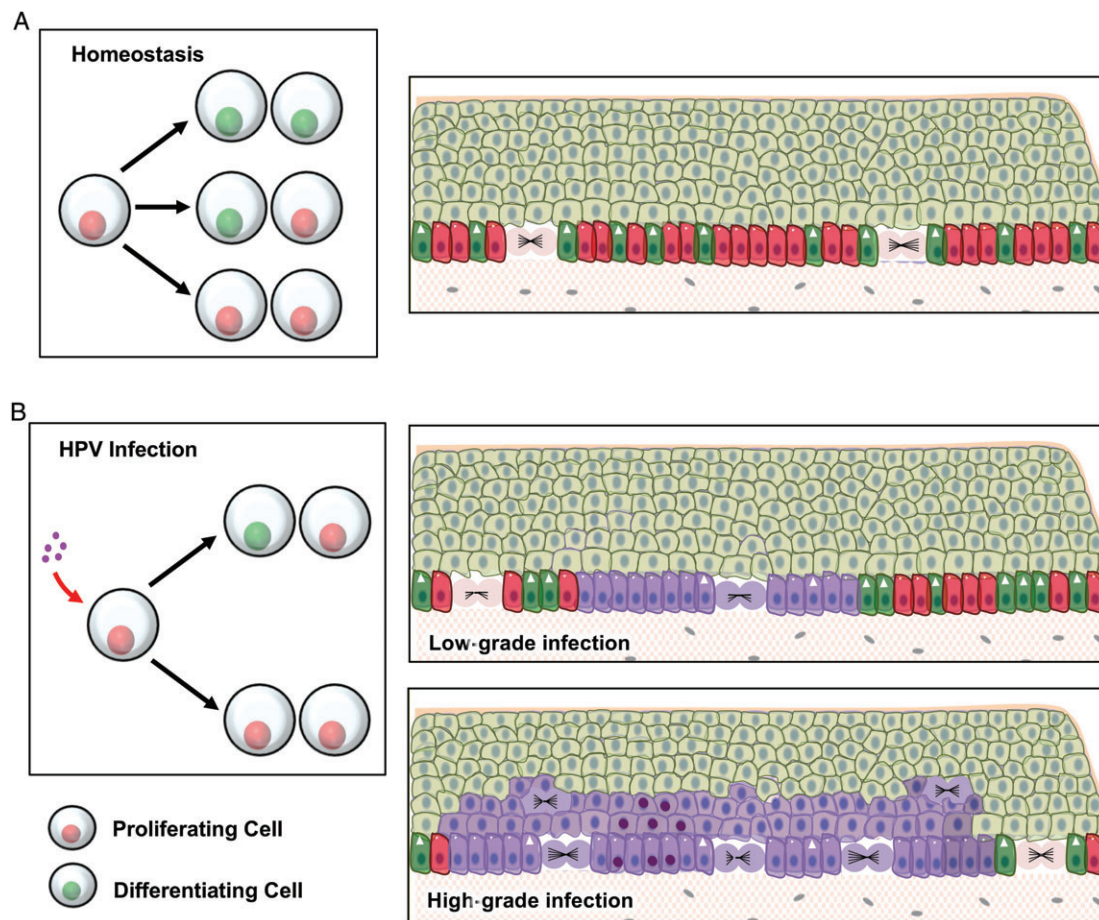 A
Homeostasis
B
HPV Infection
Low-grade infection
Proliferating Cell
Differentiating Cell
High-grade infection